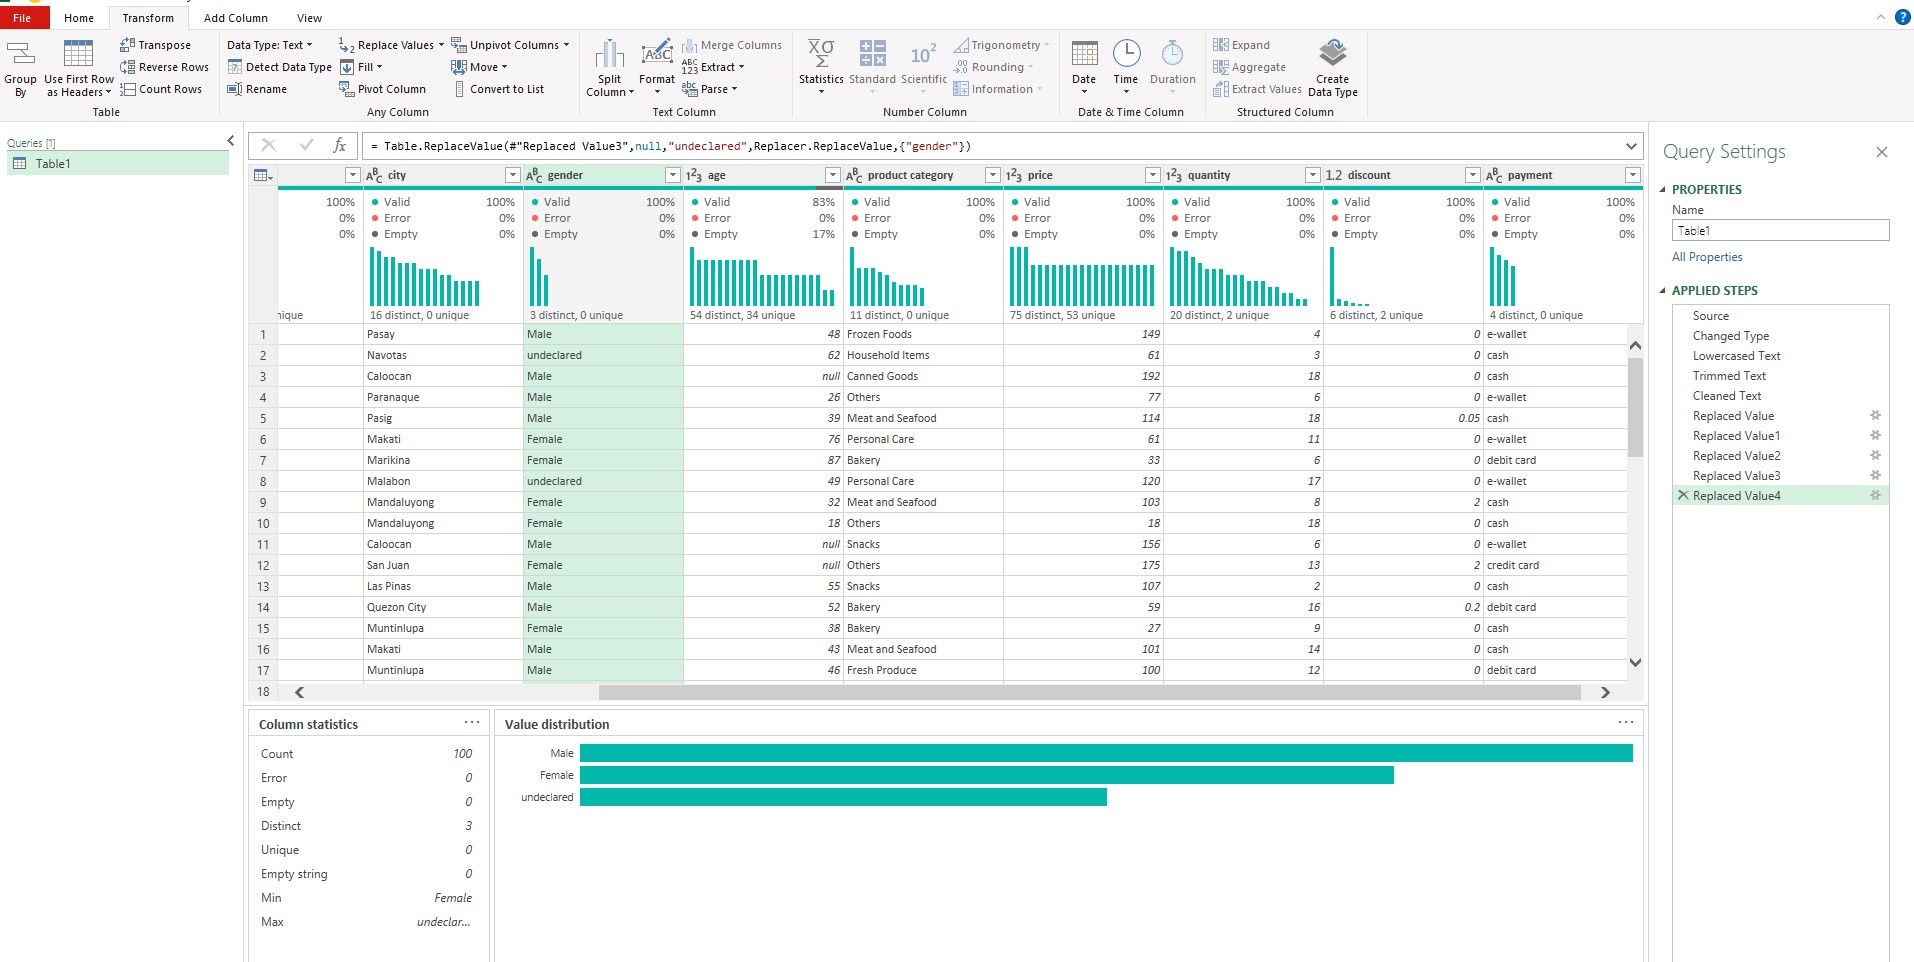 File Home Transform Add Column View
Transpose Data Type: Text Replace Values Unpivot Columns Merge Columns Trigonometry Expand
Reverse Rows Detect Data Type Fill Move Extract Rounding Aggregate
Count Rows Rename Pivot Column Convert to List Parse Information Extract Values
Group By Use First Row as Headers Split Column Format Statistics Standard Scientific Date Time Duration Create Data Type
Table Any Column Text Column Number Column Date & Time Column Structured Column
Queries [1]
Table1
= Table.ReplaceValue(#"Replaced Value3",null,"undeclared",Replacer.ReplaceValue,{"gender"})
city gender age product category price quantity discount payment
100% Valid 100% Valid 100% Valid 83% Valid 100% Valid 100% Valid 100% Valid 100% Valid 100%
0% Error 0% Error 0% Error 0% Error 0% Error 0% Error 0% Error 0% Error 0%
0% Empty 0% Empty 0% Empty 17% Empty 0% Empty 0% Empty 0% Empty 0% Empty 0%
nique 16 distinct, 0 unique 3 distinct, 0 unique 54 distinct, 34 unique 11 distinct, 0 unique 75 distinct, 53 unique 20 distinct, 2 unique 6 distinct, 2 unique 4 distinct, 0 unique
1 Pasay Male 48 Frozen Foods 149 4 0 e-wallet
2 Navotas undeclared 62 Household Items 61 3 0 cash
3 Caloocan Male null Canned Goods 192 18 0 cash
4 Paranaque Male 26 Others 77 6 0 e-wallet
5 Pasig Male 39 Meat and Seafood 114 18 0.05 cash
6 Makati Female 76 Personal Care 61 11 0 e-wallet
7 Marikina Female 87 Bakery 33 6 0 debit card
8 Malabon undeclared 49 Personal Care 120 17 0 e-wallet
9 Mandaluyong Female 32 Meat and Seafood 103 8 2 cash
10 Mandaluyong Female 18 Others 18 18 0 cash
11 Caloocan Male null Snacks 156 6 0 e-wallet
12 San Juan Female null Others 175 13 2 credit card
13 Las Pinas Male 55 Snacks 107 2 0 cash
14 Quezon City Male 52 Bakery 59 16 0.2 debit card
15 Muntinlupa Female 38 Bakery 27 9 0 cash
16 Makati Male 43 Meat and Seafood 101 14 0 cash
17 Muntinlupa Male 46 Fresh Produce 100 12 0 debit card
18
Column statistics
Count 100
Error 0
Empty 0
Distinct 3
Unique 0
Empty string 0
Min Female
Max undeclar...
Value distribution
Male
Female
undeclared
Query Settings
PROPERTIES
Name
Table1
All Properties
APPLIED STEPS
Source
Changed Type
Lowercased Text
Trimmed Text
Cleaned Text
Replaced Value
Replaced Value1
Replaced Value2
Replaced Value3
Replaced Value4